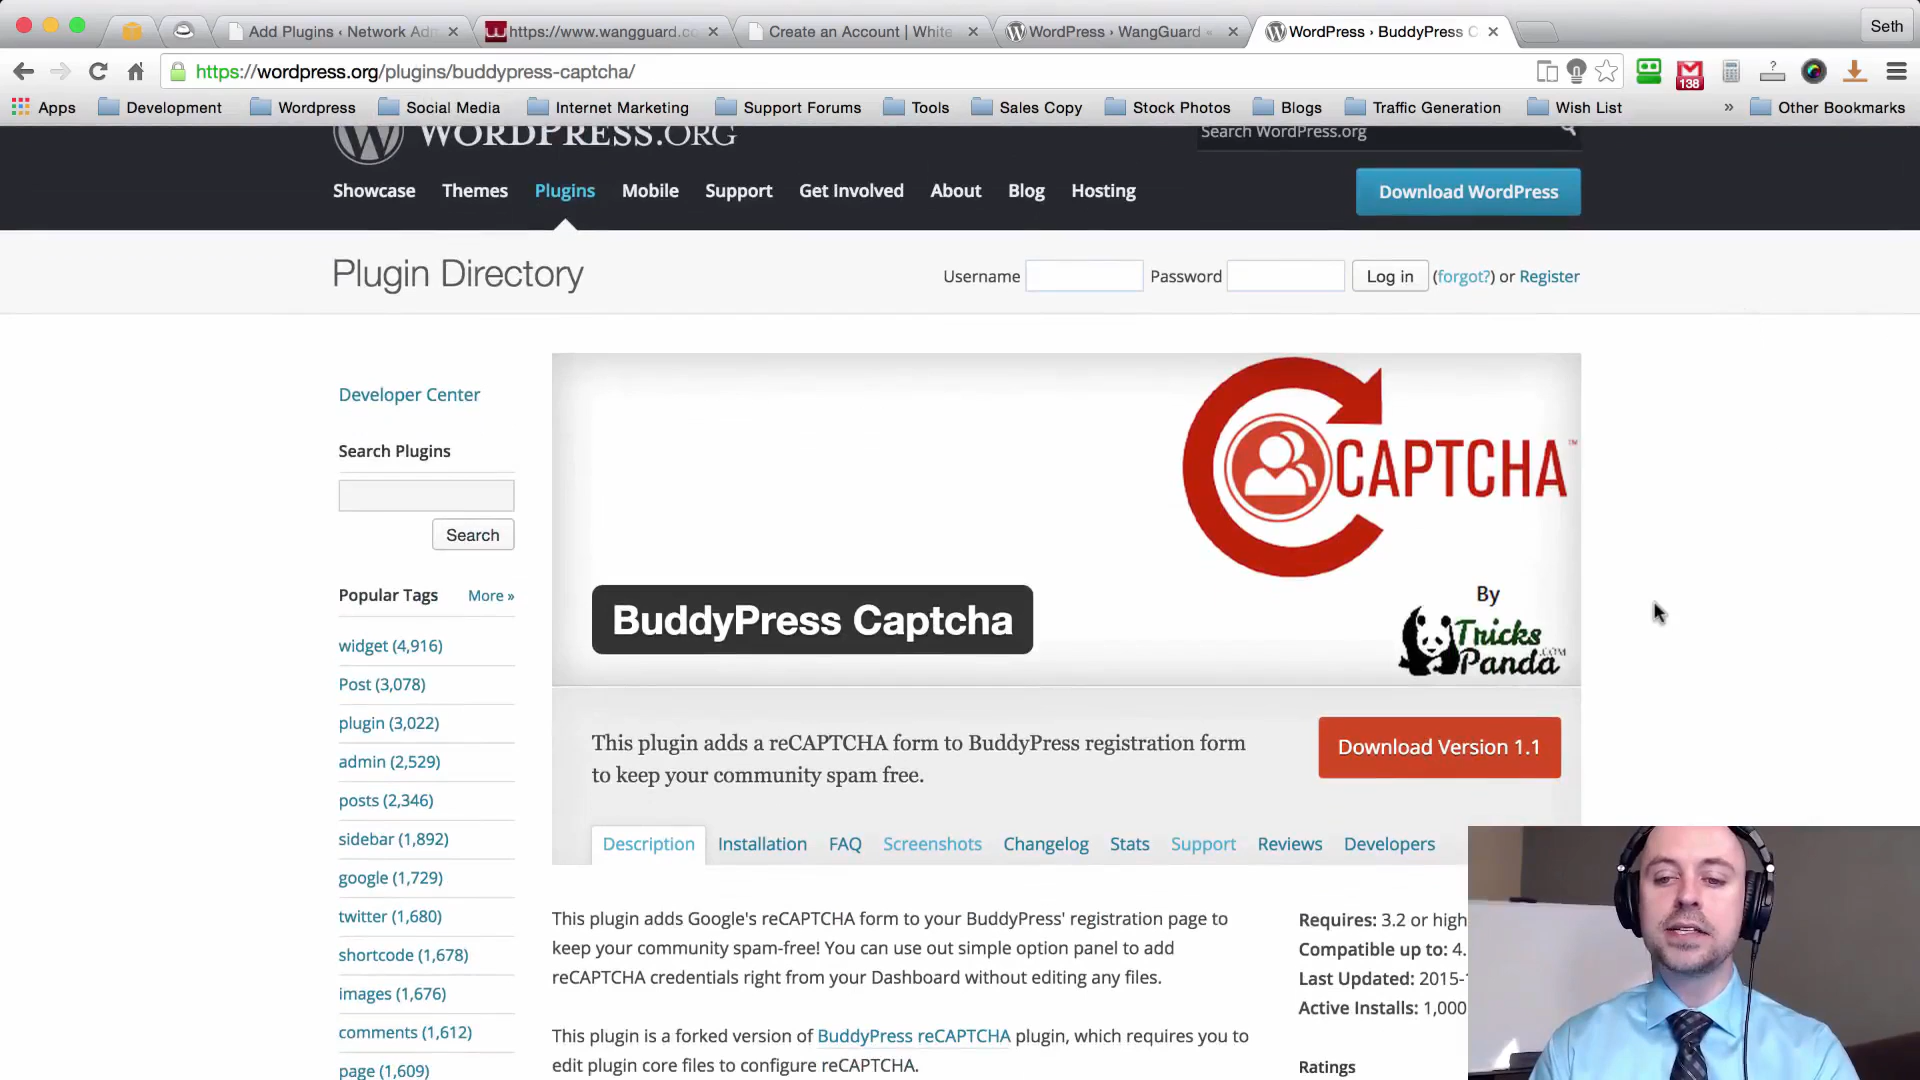 Add Plugins ‹ Network Adm
https://www.wangguard.co
Create an Account | White
WordPress › WangGuard «
WordPress › BuddyPress C
Seth
https://wordpress.org/plugins/buddypress-captcha/
138
Apps
Development
Wordpress
Social Media
Internet Marketing
Support Forums
Tools
Sales Copy
Stock Photos
Blogs
Traffic Generation
Wish List
»
Other Bookmarks
WORDPRESS.ORG
Search WordPress.org
Showcase
Themes
Plugins
Mobile
Support
Get Involved
About
Blog
Hosting
Download WordPress
Plugin Directory
Username
Password
Log in
(forgot?) or Register
Developer Center
Search Plugins
Search
Popular Tags
More »
widget (4,916)
Post (3,078)
plugin (3,022)
admin (2,529)
posts (2,346)
sidebar (1,892)
google (1,729)
twitter (1,680)
shortcode (1,678)
images (1,676)
comments (1,612)
page (1,609)
CAPTCHA™
By
Tricks
Panda.COM
BuddyPress Captcha
This plugin adds a reCAPTCHA form to BuddyPress registration form
to keep your community spam free.
Download Version 1.1
Description
Installation
FAQ
Screenshots
Changelog
Stats
Support
Reviews
Developers
This plugin adds Google's reCAPTCHA form to your BuddyPress' registration page to
keep your community spam-free! You can use out simple option panel to add
reCAPTCHA credentials right from your Dashboard without editing any files.
This plugin is a forked version of BuddyPress reCAPTCHA plugin, which requires you to
edit plugin core files to configure reCAPTCHA.
Requires: 3.2 or high
Compatible up to: 4.
Last Updated: 2015-
Active Installs: 1,000
Ratings